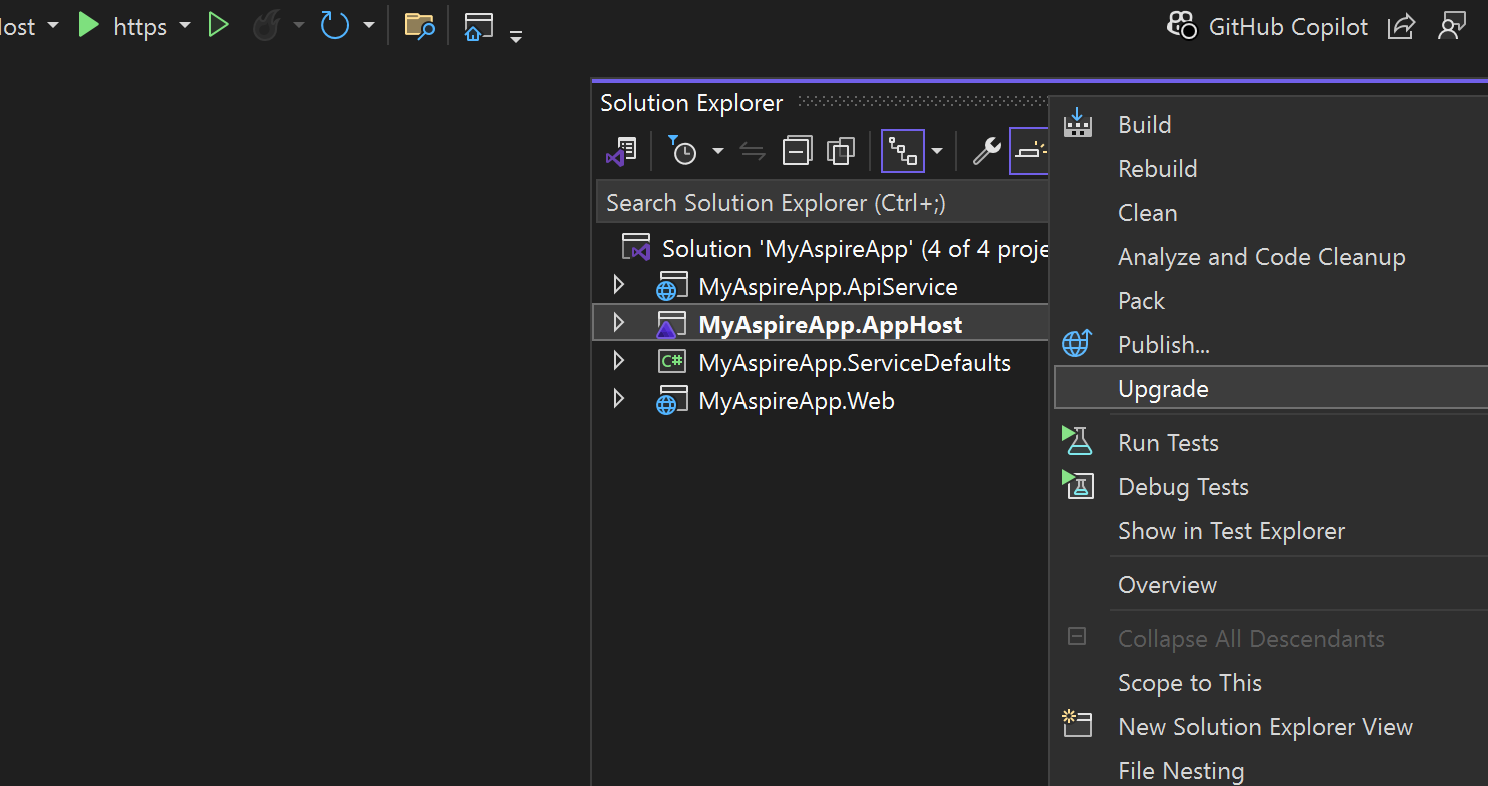 https
GitHub Copilot
Solution Explorer
Search Solution Explorer (Ctrl+;)
Solution 'MyAspireApp' (4 of 4 proje
MyAspireApp.ApiService
MyAspireApp.AppHost
C# MyAspireApp.ServiceDefaults
MyAspireApp.Web
Build
Rebuild
Clean
Analyze and Code Cleanup
Pack
Publish...
Upgrade
Run Tests
Debug Tests
Show in Test Explorer
Overview
Collapse All Descendants
Scope to This
New Solution Explorer View
File Nesting